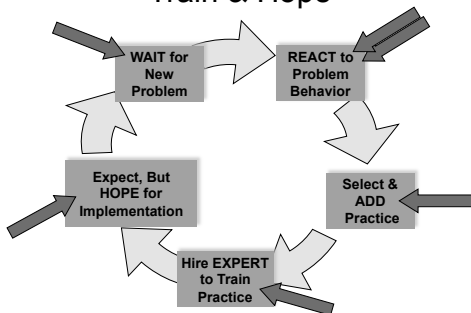 Train & Hope
WAIT for
New
Problem
REACT to
Problem
Behavior
Select &
ADD
Practice
Hire EXPERT
to Train
Practice
Expect, But
HOPE for
Implementation